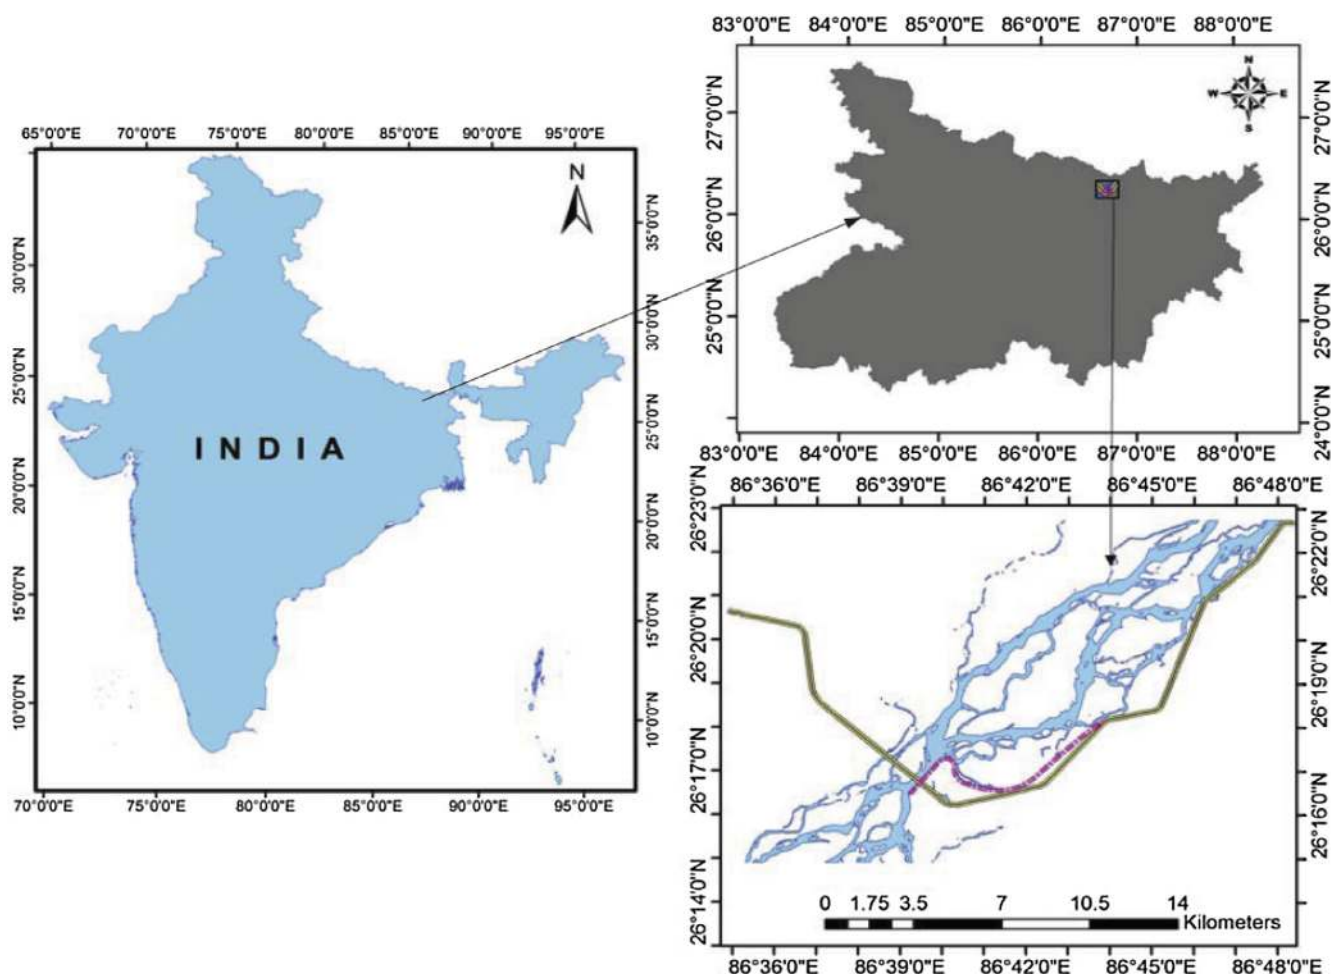 65°0'0"E 70°0'0"E 75°0'0"E 80°0'0"E 85°0'0"E 90°0'0"E 95°0'0"E
N
35°0'0"N
30°0'0"N
30°0'0"N
25°0'0"N
25°0'0"N
INDIA
20°0'0"N
20°0'0"N
15°0'0"N
15°0'0"N
10°0'0"N
10°0'0"N
70°0'0"E 75°0'0"E 80°0'0"E 85°0'0"E 90°0'0"E 95°0'0"E
83°0'0"E 84°0'0"E 85°0'0"E 86°0'0"E 87°0'0"E 88°0'0"E
N
W E
S
27°0'0"N
27°0'0"N
26°0'0"N
26°0'0"N
25°0'0"N
25°0'0"N
24°0'0"N
83°0'0"E 84°0'0"E 85°0'0"E 86°0'0"E 87°0'0"E 88°0'0"E
86°36'0"E 86°39'0"E 86°42'0"E 86°45'0"E 86°48'0"E
26°23'0"N
26°22'0"N
26°20'0"N
26°19'0"N
26°17'0"N
26°16'0"N
26°14'0"N
0 1.75 3.5 7 10.5 14
Kilometers
86°36'0"E 86°39'0"E 86°42'0"E 86°45'0"E 86°48'0"E